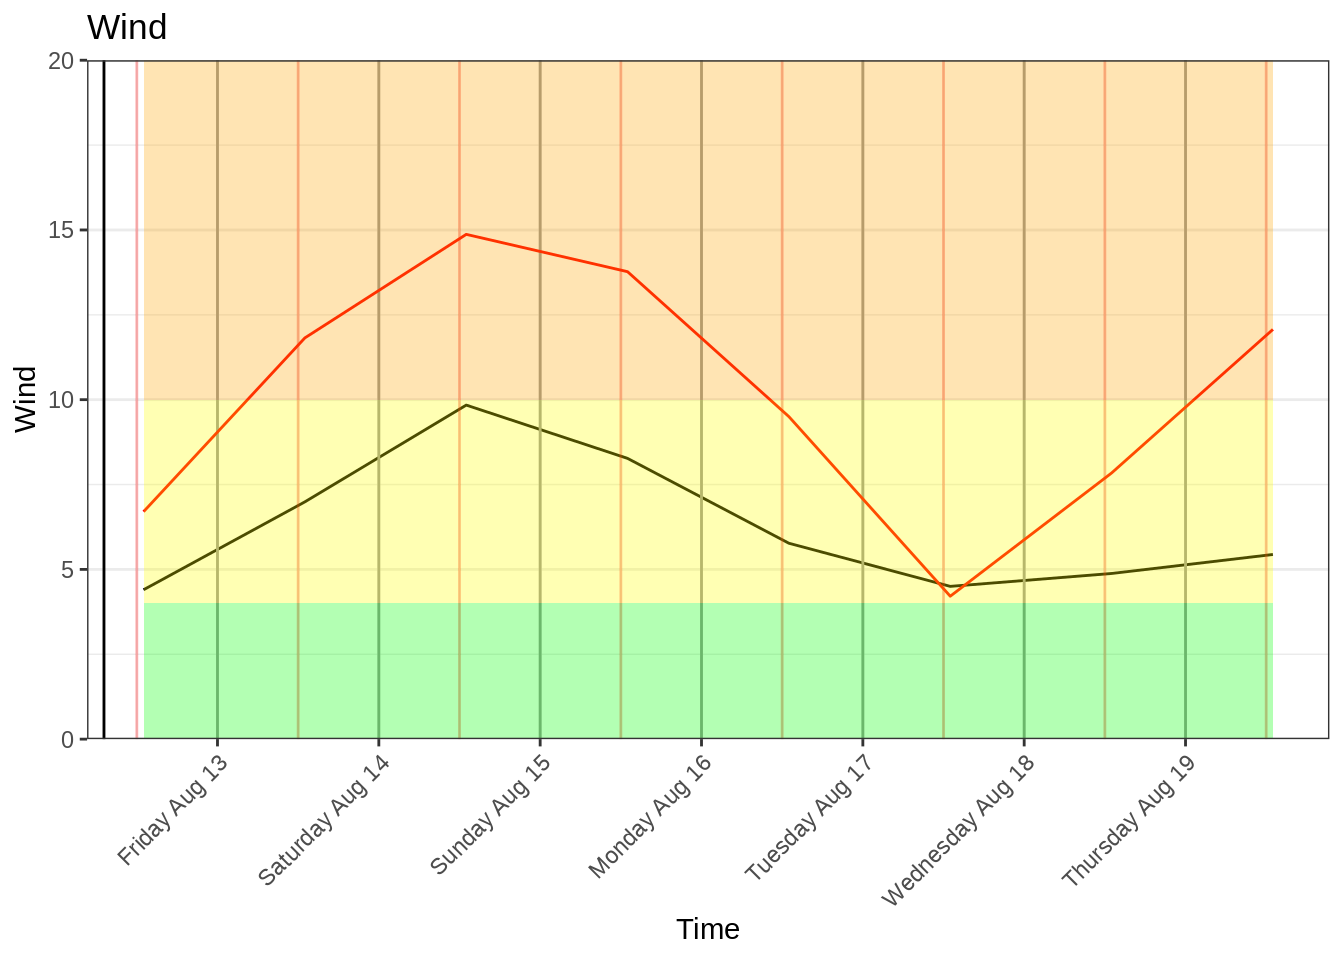 Wind
20
15
10
5
0
Wind
Friday Aug 13
Saturday Aug 14
Sunday Aug 15
Monday Aug 16
Tuesday Aug 17
Wednesday Aug 18
Thursday Aug 19
Time